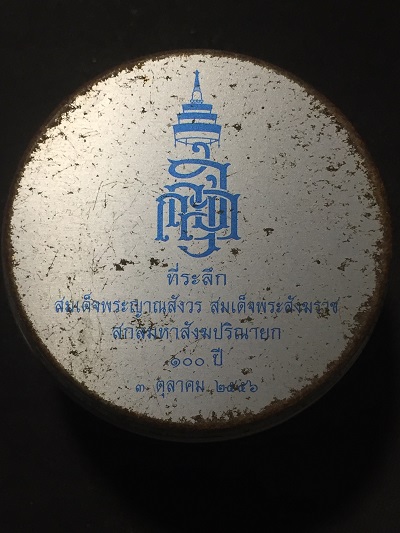 ที่ระลึก
สมเด็จพระญาณสังวร สมเด็จพระสังฆราช
สกลมหาสังฆปริณายก
๑๐๐ ปี
๓ ตุลาคม ๒๕๕๖